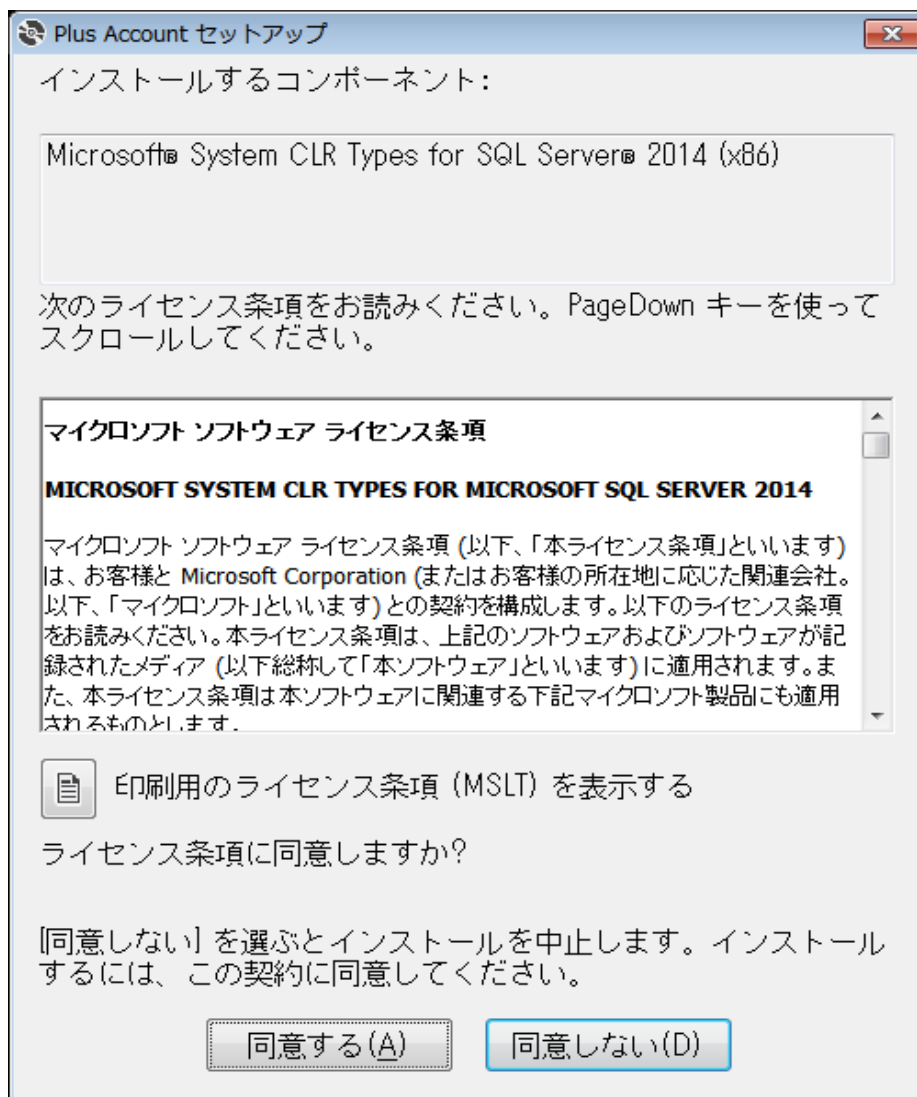 Plus Account セットアップ
インストールするコンポーネント:
Microsoft® System CLR Types for SQL Server® 2014 (x86)
次のライセンス条項をお読みください。PageDown キーを使って
スクロールしてください。
マイクロソフト ソフトウェア ライセンス条項
MICROSOFT SYSTEM CLR TYPES FOR MICROSOFT SQL SERVER 2014
マイクロソフト ソフトウェア ライセンス条項 (以下、「本ライセンス条項」といいます)
は、お客様と Microsoft Corporation (またはお客様の所在地に応じた関連会社。
以下、「マイクロソフト」といいます) との契約を構成します。以下のライセンス条項
をお読みください。本ライセンス条項は、上記のソフトウェアおよびソフトウェアが記
録されたメディア (以下総称して「本ソフトウェア」といいます) に適用されます。ま
た、本ライセンス条項は本ソフトウェアに関連する下記マイクロソフト製品にも適用
されるものとします。
印刷用のライセンス条項 (MSLT) を表示する
ライセンス条項に同意しますか?
[同意しない] を選ぶとインストールを中止します。インストール
するには、この契約に同意してください。
同意する(A)
同意しない(D)